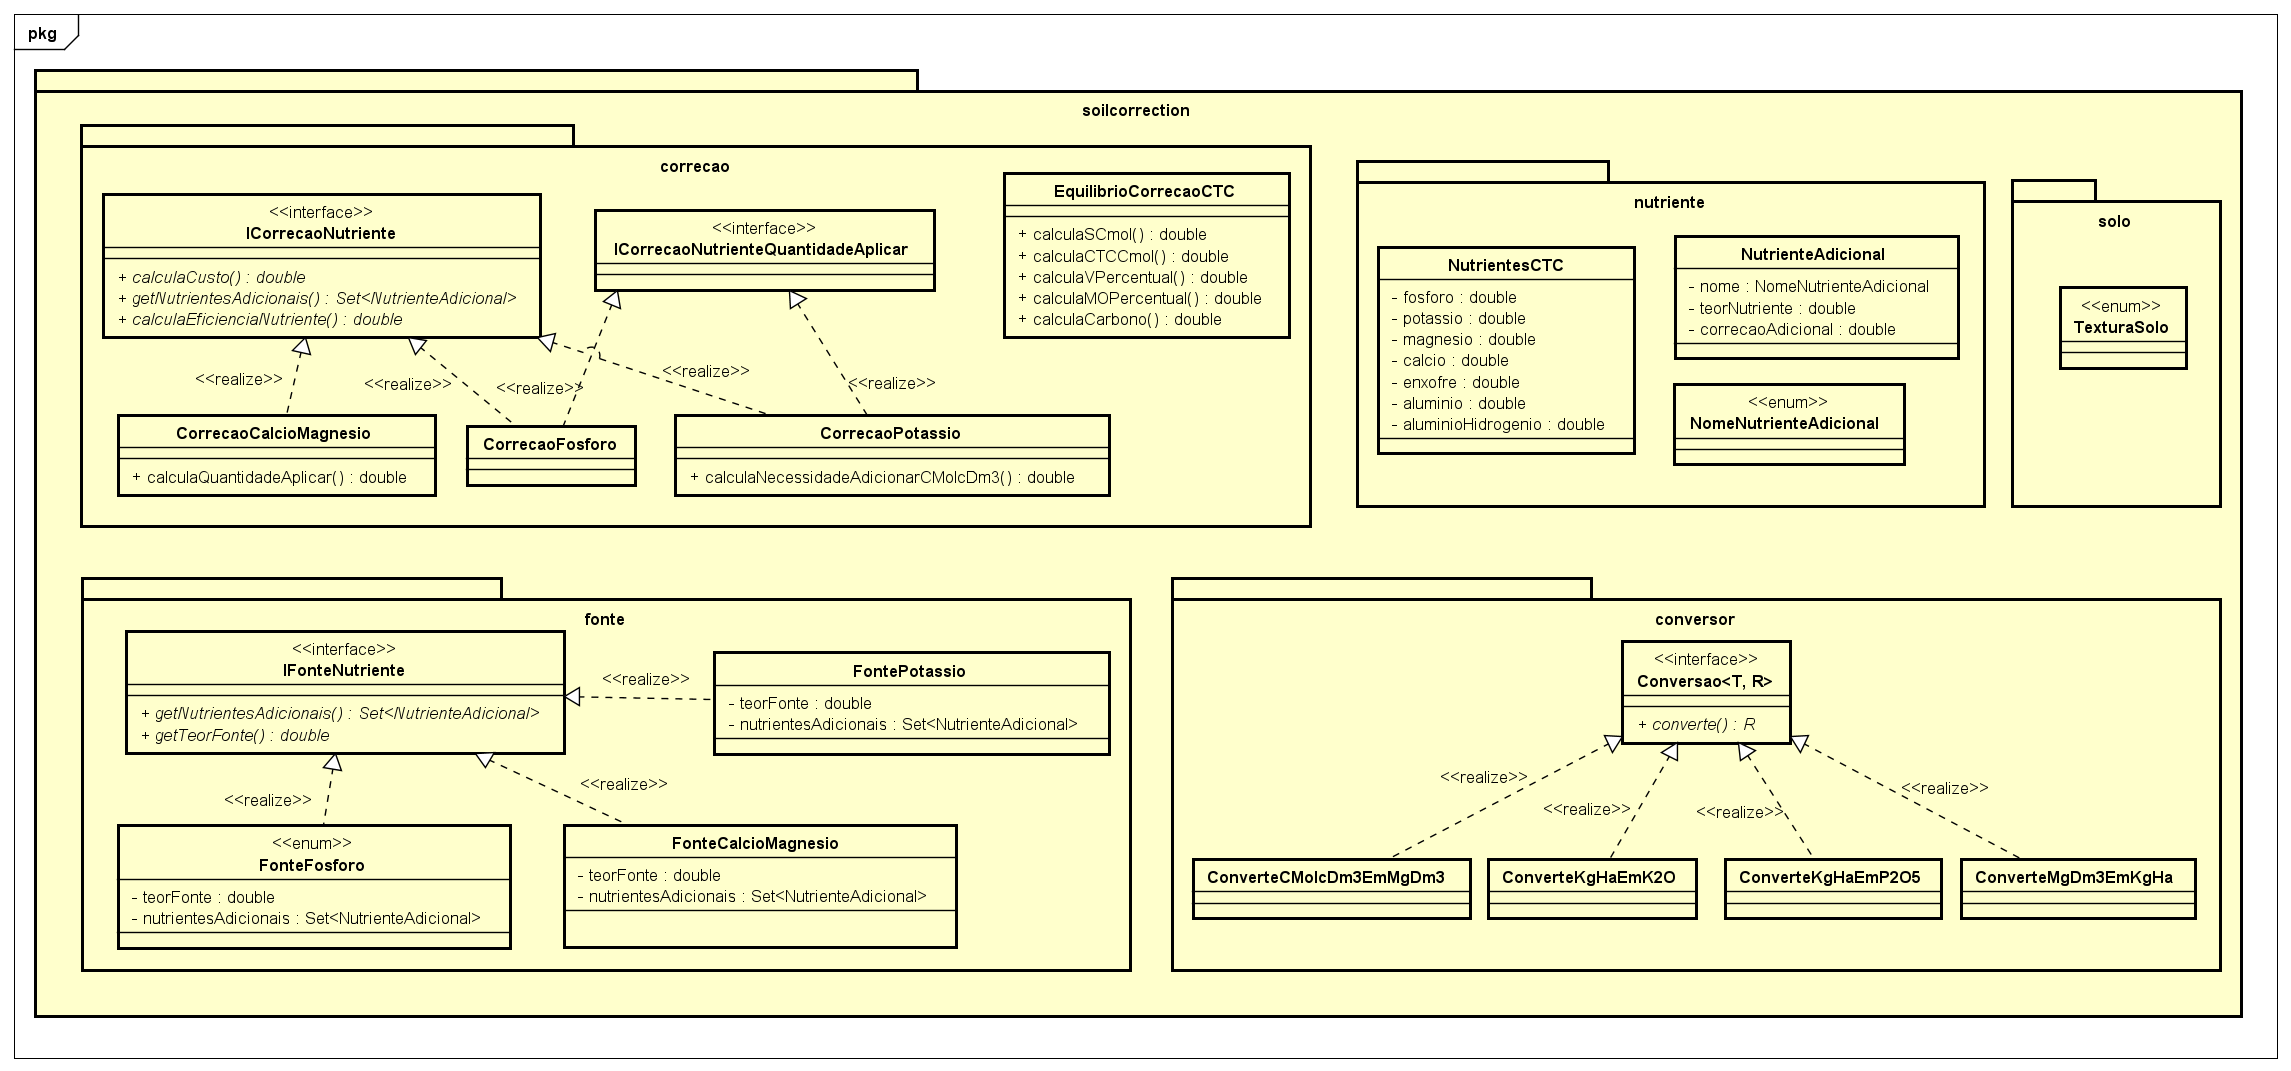 pkg
soilcorrection
correcao
<<interface>>
ICorrecaoNutriente
+ calculaCusto() : double
+ getNutrientesAdicionais() : Set<NutrienteAdicional>
+ calculaEficienciaNutriente() : double
<<interface>>
ICorrecaoNutrienteQuantidadeAplicar
EquilibrioCorrecaoCTC
+ calculaSCmol() : double
+ calculaCTCCmol() : double
+ calculaVPercentual() : double
+ calculaMOPercentual() : double
+ calculaCarbono() : double
<<realize>>
<<realize>>
<<realize>>
<<realize>>
<<realize>>
CorrecaoCalcioMagnesio
+ calculaQuantidadeAplicar() : double
CorrecaoFosforo
CorrecaoPotassio
+ calculaNecessidadeAdicionarCMolcDm3() : double
nutriente
NutrientesCTC
- fosforo : double
- potassio : double
- magnesio : double
- calcio : double
- enxofre : double
- aluminio : double
- aluminioHidrogenio : double
NutrienteAdicional
- nome : NomeNutrienteAdicional
- teorNutriente : double
- correcaoAdicional : double
<<enum>>
NomeNutrienteAdicional
solo
<<enum>>
TexturaSolo
fonte
<<interface>>
IFonteNutriente
+ getNutrientesAdicionais() : Set<NutrienteAdicional>
+ getTeorFonte() : double
<<realize>>
FontePotassio
- teorFonte : double
- nutrientesAdicionais : Set<NutrienteAdicional>
<<realize>>
<<realize>>
<<enum>>
FonteFosforo
- teorFonte : double
- nutrientesAdicionais : Set<NutrienteAdicional>
FonteCalcioMagnesio
- teorFonte : double
- nutrientesAdicionais : Set<NutrienteAdicional>
conversor
<<interface>>
Conversao<T, R>
+ converte() : R
<<realize>>
<<realize>>
<<realize>>
<<realize>>
ConverteCMolcDm3EmMgDm3
ConverteKgHaEmK2O
ConverteKgHaEmP2O5
ConverteMgDm3EmKgHa